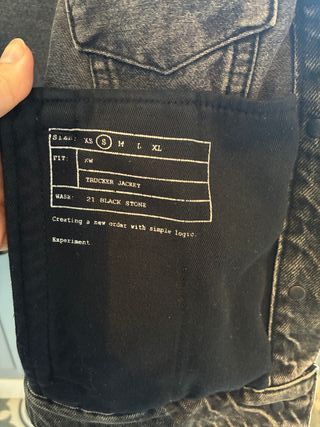 SIZE: XS S M L XL
FIT: XW
TRUCKER JACKET
WASH: 21 BLACK STONE
Creating a new order with simple logic.
Experiment